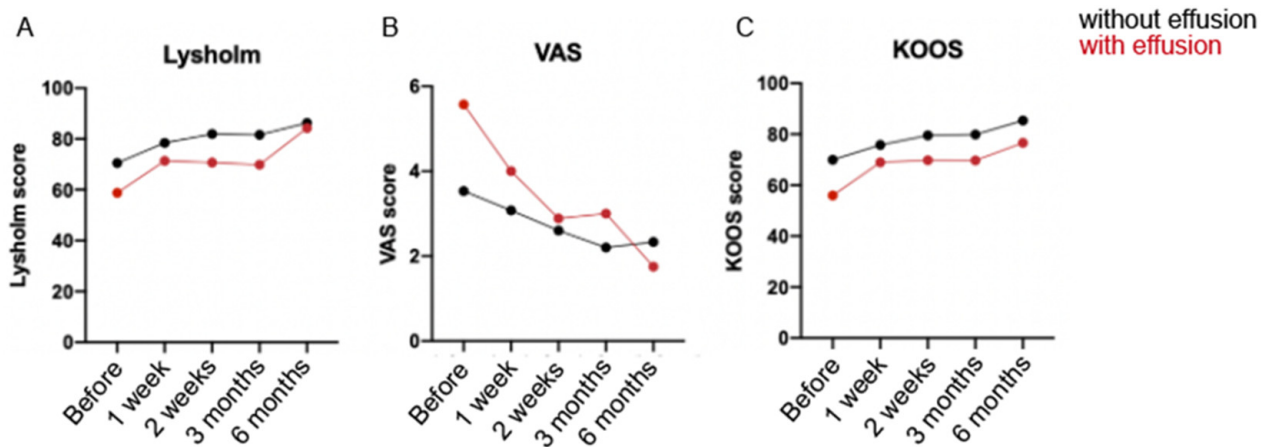 A
Lysholm
Lysholm score
100
80
60
40
20
0
Before
1 week
2 weeks
3 months
6 months
B
VAS
VAS score
6
4
2
0
Before
1 week
2 weeks
3 months
6 months
C
KOOS
KOOS score
100
80
60
40
20
0
Before
1 week
2 weeks
3 months
6 months
without effusion
with effusion